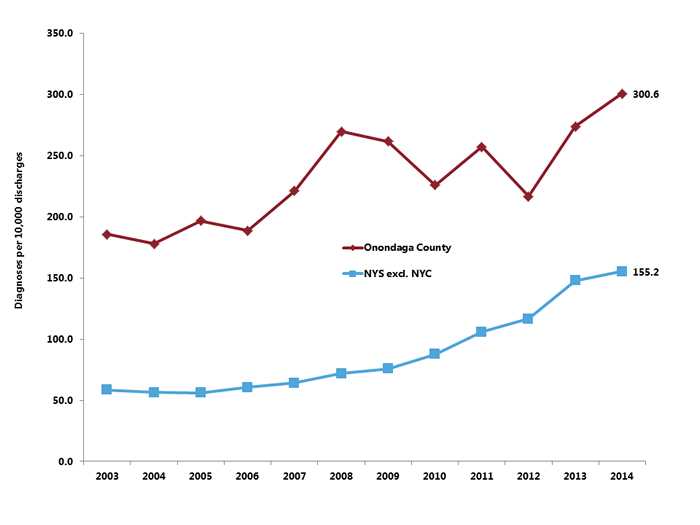 350.0
300.0
250.0
200.0
150.0
100.0
50.0
0.0
Diagnoses per 10,000 discharges
300.6
Onondaga County
NYS excl. NYC
155.2
2003 2004 2005 2006 2007 2008 2009 2010 2011 2012 2013 2014